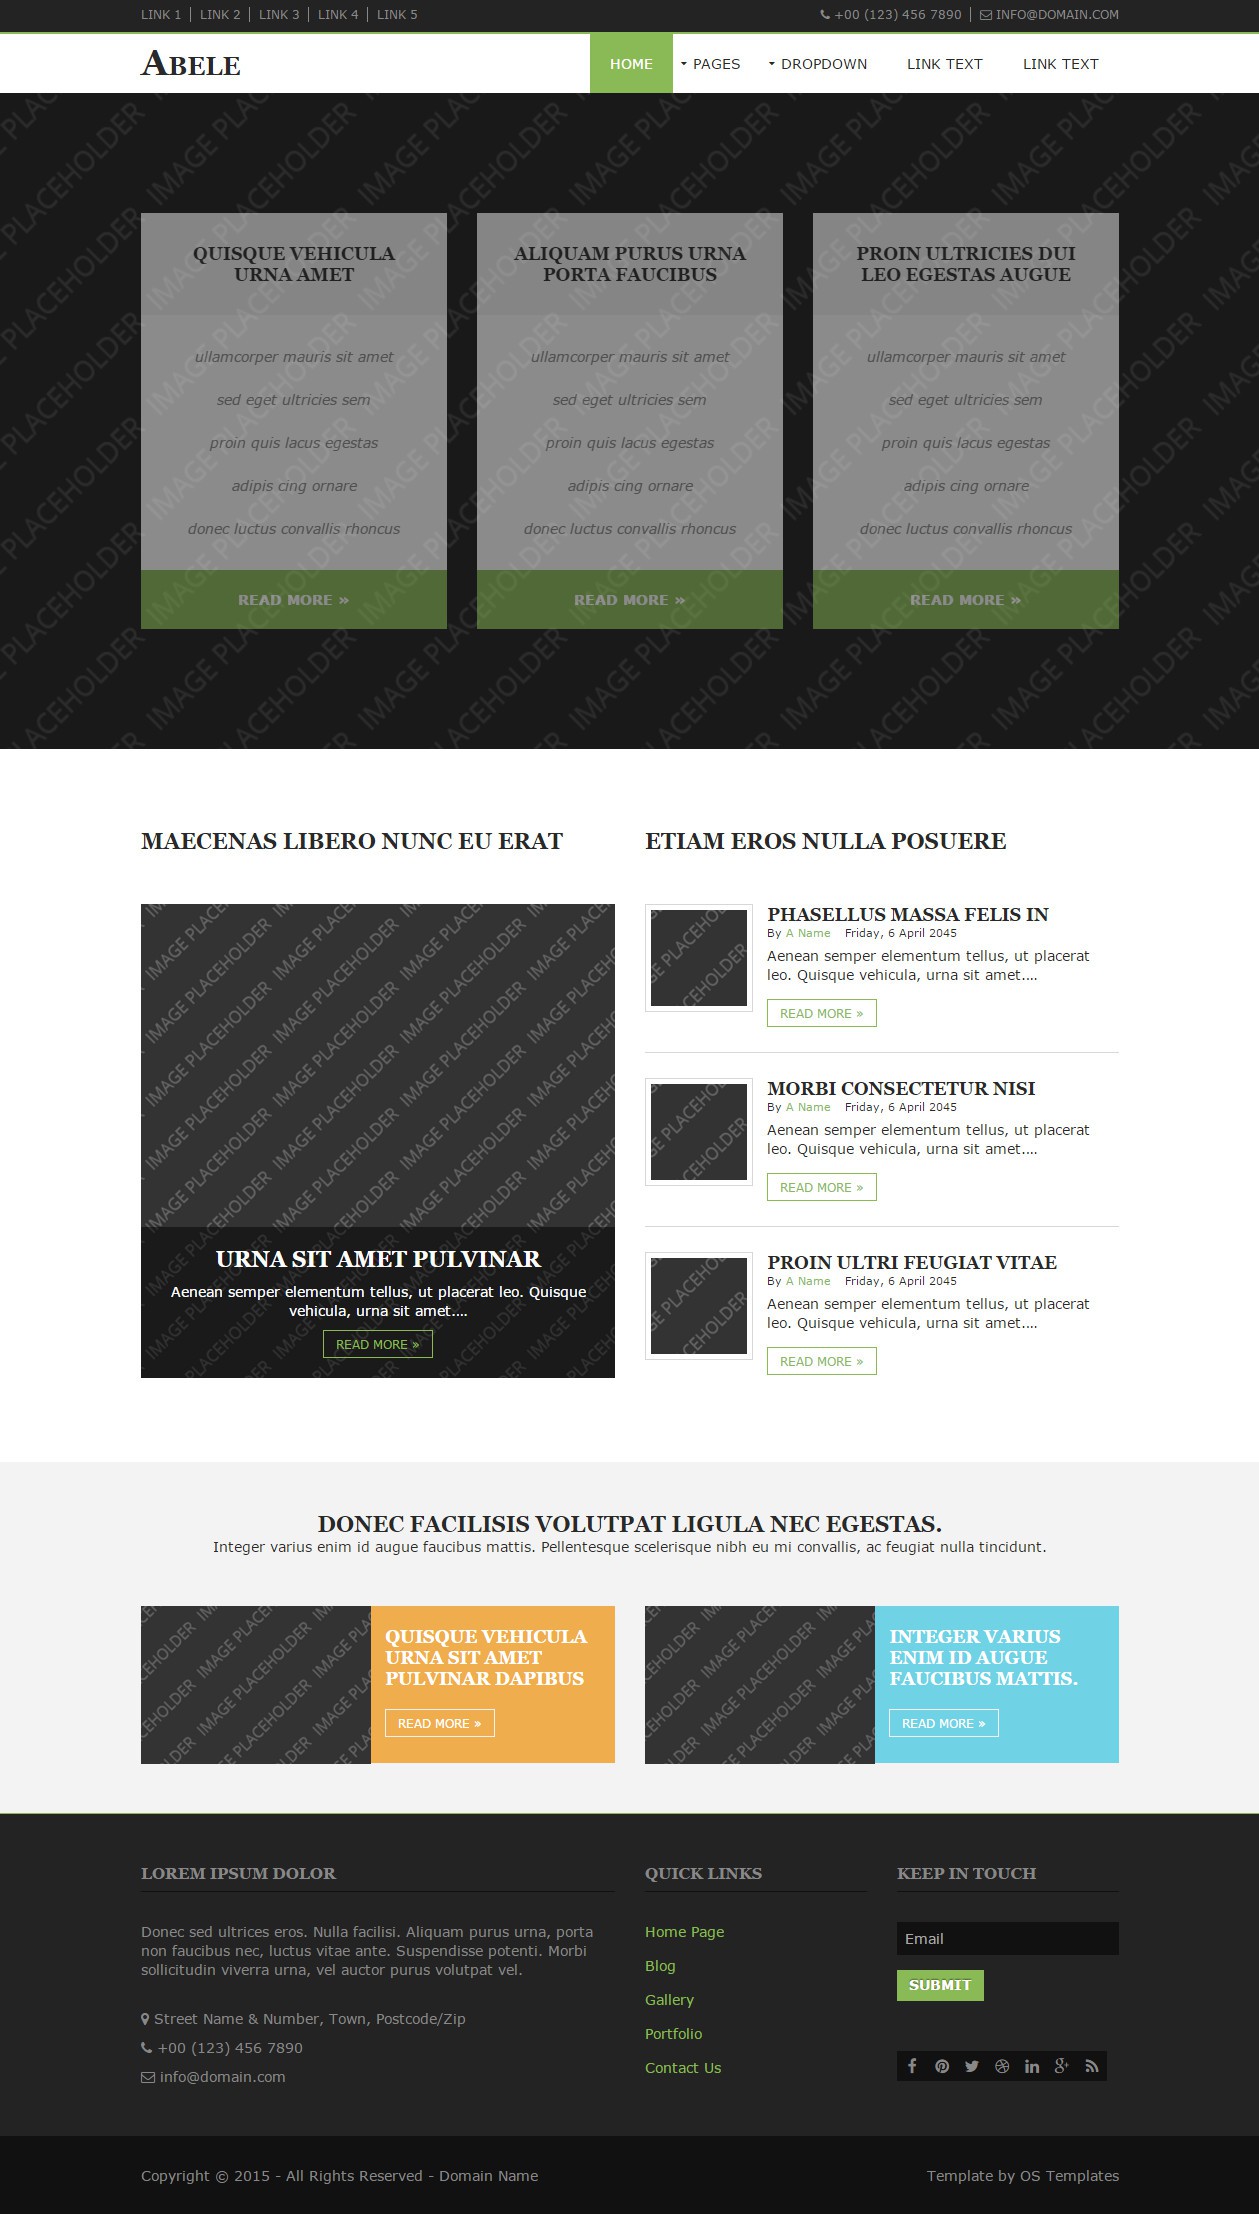 LINK 1 LINK 2 LINK 3 LINK 4 LINK 5
+00 (123) 456 7890 INFO@DOMAIN.COM
ABELE
HOME PAGES DROPDOWN LINK TEXT LINK TEXT
IMAGE PLACEHOLDER
QUISQUE VEHICULA
URNA AMET
ullamcorper mauris sit amet
sed eget ultricies sem
proin quis lacus egestas
adipis cing ornare
donec luctus convallis rhoncus
READ MORE »
ALIQUAM PURUS URNA
PORTA FAUCIBUS
ullamcorper mauris sit amet
sed eget ultricies sem
proin quis lacus egestas
adipis cing ornare
donec luctus convallis rhoncus
READ MORE »
PROIN ULTRICIES DUI
LEO EGESTAS AUGUE
ullamcorper mauris sit amet
sed eget ultricies sem
proin quis lacus egestas
adipis cing ornare
donec luctus convallis rhoncus
READ MORE »
MAECENAS LIBERO NUNC EU ERAT
IMAGE PLACEHOLDER
URNA SIT AMET PULVINAR
Aenean semper elementum tellus, ut placerat leo. Quisque
vehicula, urna sit amet....
READ MORE »
ETIAM EROS NULLA POSUERE
PHASELLUS MASSA FELIS IN
By A Name Friday, 6 April 2045
Aenean semper elementum tellus, ut placerat
leo. Quisque vehicula, urna sit amet....
READ MORE »
MORBI CONSECTETUR NISI
By A Name Friday, 6 April 2045
Aenean semper elementum tellus, ut placerat
leo. Quisque vehicula, urna sit amet....
READ MORE »
PROIN ULTRI FEUGIAT VITAE
By A Name Friday, 6 April 2045
Aenean semper elementum tellus, ut placerat
leo. Quisque vehicula, urna sit amet....
READ MORE »
DONEC FACILISIS VOLUTPAT LIGULA NEC EGESTAS.
Integer varius enim id augue faucibus mattis. Pellentesque scelerisque nibh eu mi convallis, ac feugiat nulla tincidunt.
IMAGE PLACEHOLDER
QUISQUE VEHICULA
URNA SIT AMET
PULVINAR DAPIBUS
READ MORE »
IMAGE PLACEHOLDER
INTEGER VARIUS
ENIM ID AUGUE
FAUCIBUS MATTIS.
READ MORE »
LOREM IPSUM DOLOR
Donec sed ultrices eros. Nulla facilisi. Aliquam purus urna, porta
non faucibus nec, luctus vitae ante. Suspendisse potenti. Morbi
sollicitudin viverra urna, vel auctor purus volutpat vel.
Street Name & Number, Town, Postcode/Zip
+00 (123) 456 7890
info@domain.com
QUICK LINKS
Home Page
Blog
Gallery
Portfolio
Contact Us
KEEP IN TOUCH
Email
SUBMIT
Copyright © 2015 - All Rights Reserved - Domain Name
Template by OS Templates